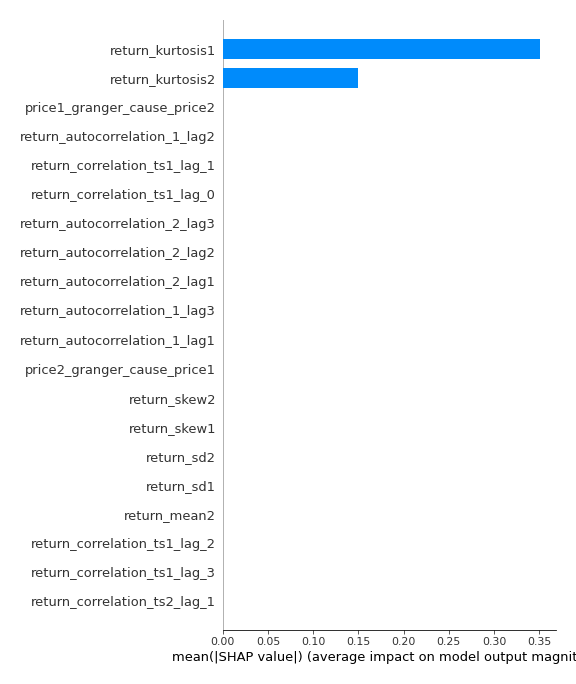 return_kurtosis1
return_kurtosis2
price1_granger_cause_price2
return_autocorrelation_1_lag2
return_correlation_ts1_lag_1
return_correlation_ts1_lag_0
return_autocorrelation_2_lag3
return_autocorrelation_2_lag2
return_autocorrelation_2_lag1
return_autocorrelation_1_lag3
return_autocorrelation_1_lag1
price2_granger_cause_price1
return_skew2
return_skew1
return_sd2
return_sd1
return_mean2
return_correlation_ts1_lag_2
return_correlation_ts1_lag_3
return_correlation_ts2_lag_1
0.00 0.05 0.10 0.15 0.20 0.25 0.30 0.35
mean(|SHAP value|) (average impact on model output magnit